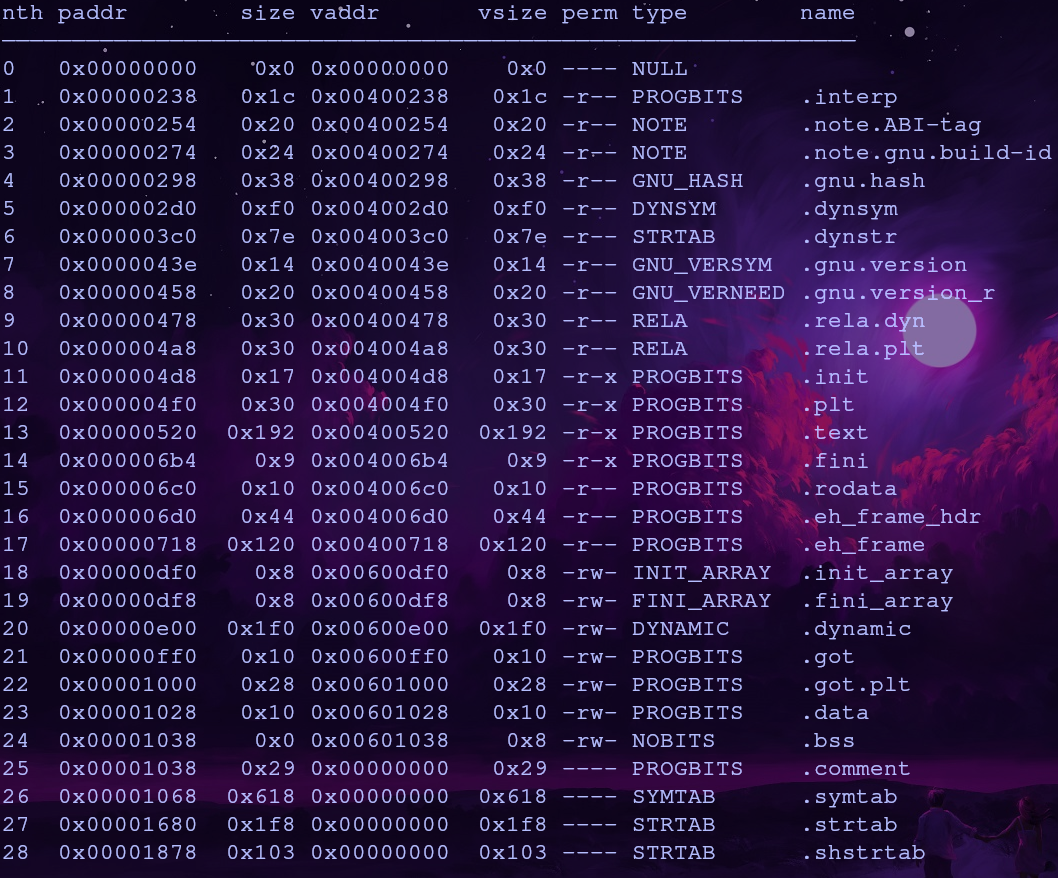 nth paddr        size vaddr       vsize perm type        name
―――――――――――――――――――――――――――――――――――――――――――――――――――――――――――――
0   0x00000000    0x0 0x00000000    0x0 ---- NULL
1   0x00000238   0x1c 0x00400238   0x1c -r-- PROGBITS    .interp
2   0x00000254   0x20 0x00400254   0x20 -r-- NOTE        .note.ABI-tag
3   0x00000274   0x24 0x00400274   0x24 -r-- NOTE        .note.gnu.build-id
4   0x00000298   0x38 0x00400298   0x38 -r-- GNU_HASH    .gnu.hash
5   0x000002d0   0xf0 0x004002d0   0xf0 -r-- DYNSYM      .dynsym
6   0x000003c0   0x7e 0x004003c0   0x7e -r-- STRTAB      .dynstr
7   0x0000043e   0x14 0x0040043e   0x14 -r-- GNU_VERSYM  .gnu.version
8   0x00000458   0x20 0x00400458   0x20 -r-- GNU_VERNEED .gnu.version_r
9   0x00000478   0x30 0x00400478   0x30 -r-- RELA        .rela.dyn
10  0x000004a8   0x30 0x004004a8   0x30 -r-- RELA        .rela.plt
11  0x000004d8   0x17 0x004004d8   0x17 -r-x PROGBITS    .init
12  0x000004f0   0x30 0x004004f0   0x30 -r-x PROGBITS    .plt
13  0x00000520  0x192 0x00400520  0x192 -r-x PROGBITS    .text
14  0x000006b4    0x9 0x004006b4    0x9 -r-x PROGBITS    .fini
15  0x000006c0   0x10 0x004006c0   0x10 -r-- PROGBITS    .rodata
16  0x000006d0   0x44 0x004006d0   0x44 -r-- PROGBITS    .eh_frame_hdr
17  0x00000718  0x120 0x00400718  0x120 -r-- PROGBITS    .eh_frame
18  0x00000df0    0x8 0x00600df0    0x8 -rw- INIT_ARRAY  .init_array
19  0x00000df8    0x8 0x00600df8    0x8 -rw- FINI_ARRAY  .fini_array
20  0x00000e00  0x1f0 0x00600e00  0x1f0 -rw- DYNAMIC     .dynamic
21  0x00000ff0   0x10 0x00600ff0   0x10 -rw- PROGBITS    .got
22  0x00001000   0x28 0x00601000   0x28 -rw- PROGBITS    .got.plt
23  0x00001028   0x10 0x00601028   0x10 -rw- PROGBITS    .data
24  0x00001038    0x0 0x00601038    0x8 -rw- NOBITS      .bss
25  0x00001038   0x29 0x00000000   0x29 ---- PROGBITS    .comment
26  0x00001068  0x618 0x00000000  0x618 ---- SYMTAB      .symtab
27  0x00001680  0x1f8 0x00000000  0x1f8 ---- STRTAB      .strtab
28  0x00001878  0x103 0x00000000  0x103 ---- STRTAB      .shstrtab